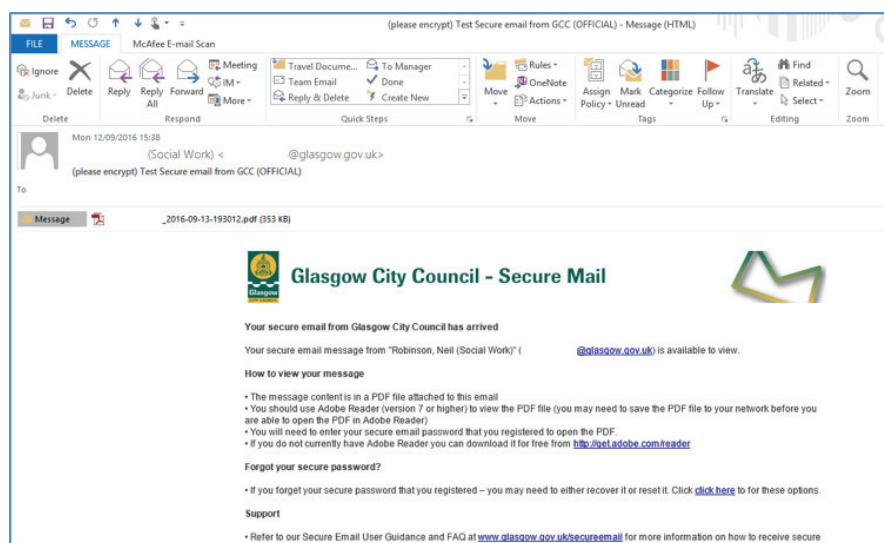 (please encrypt) Test Secure email from GCC (OFFICIAL) - Message (HTML)
FILE MESSAGE McAfee E-mail Scan
Ignore
Junk
Delete
Reply
Reply All
Forward
Meeting
IM
More
Travel Docume...
Team Email
Reply & Delete
To Manager
Done
Create New
Move
Rules
OneNote
Actions
Assign Policy
Mark Unread
Categorize
Follow Up
Translate
Find
Related
Select
Zoom
Delete Respond Quick Steps Move Tags Editing Zoom
Mon 12/09/2016 15:38
(Social Work) < @glasgow.gov.uk>
(please encrypt) Test Secure email from GCC (OFFICIAL)
To
Message _2016-09-13-193012.pdf (353 KB)
Glasgow
CITY COUNCIL
Glasgow City Council - Secure Mail
Your secure email from Glasgow City Council has arrived
Your secure email message from "Robinson, Neil (Social Work)" ( @glasgow.gov.uk) is available to view.
How to view your message
• The message content is in a PDF file attached to this email
• You should use Adobe Reader (version 7 or higher) to view the PDF file (you may need to save the PDF file to your network before you
are able to open the PDF in Adobe Reader)
• You will need to enter your secure email password that you registered to open the PDF.
• If you do not currently have Adobe Reader you can download it for free from http://get.adobe.com/reader
Forgot your secure password?
• If you forget your secure password that you registered – you may need to either recover it or reset it. Click click here to for these options.
Support
• Refer to our Secure Email User Guidance and FAQ at www.glasgow.gov.uk/secureemail for more information on how to receive secure